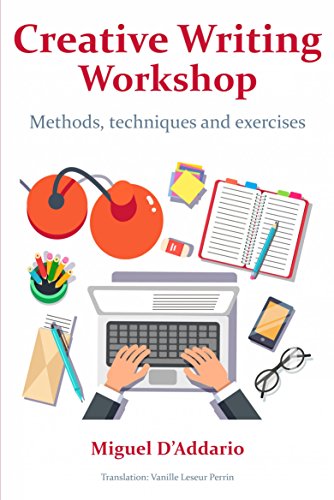 Creative Writing
Workshop
Methods, techniques and exercises
Miguel D'Addario
Translation: Vanille Leseur Perrin